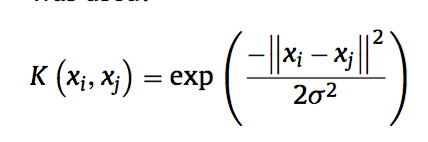 K (xᵢ, xⱼ) = exp ( −‖xᵢ − xⱼ‖² / 2σ² )